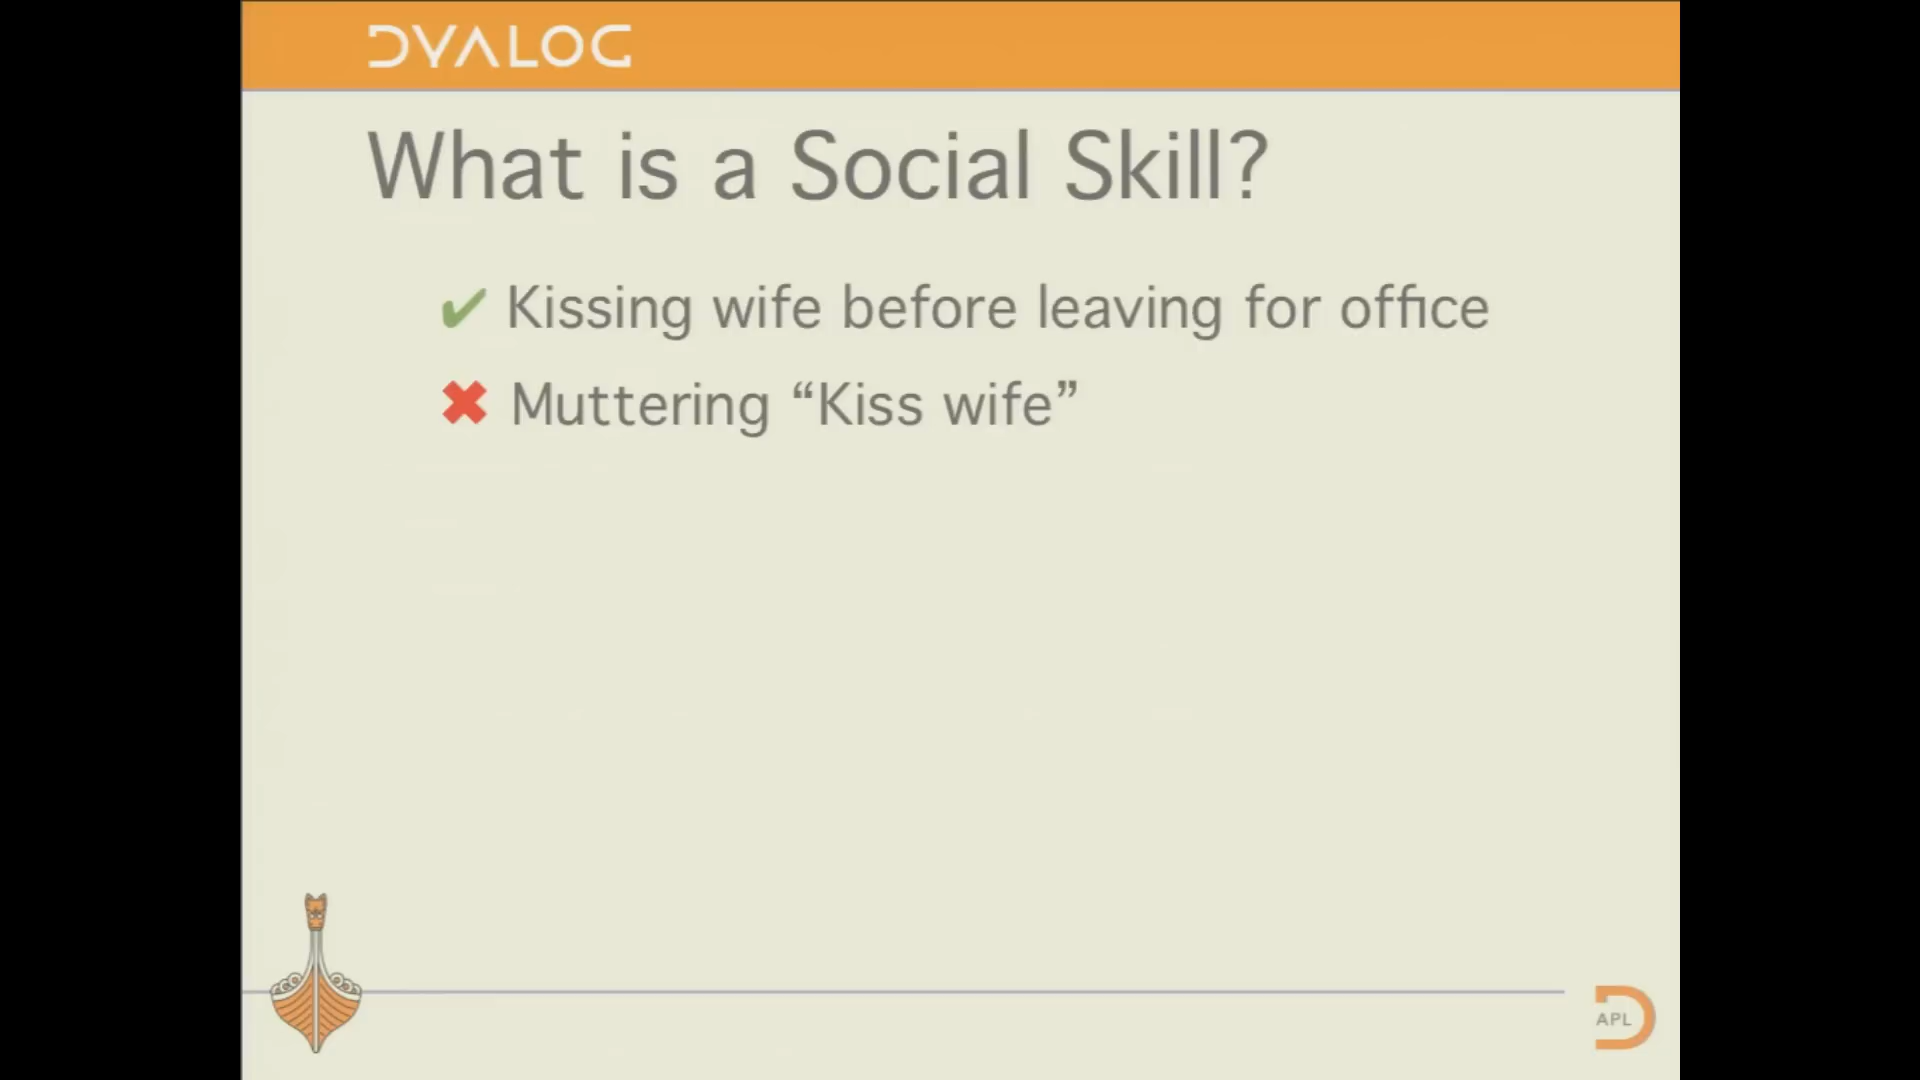 DYALOG
What is a Social Skill?
✔ Kissing wife before leaving for office
✖ Muttering “Kiss wife”
APL